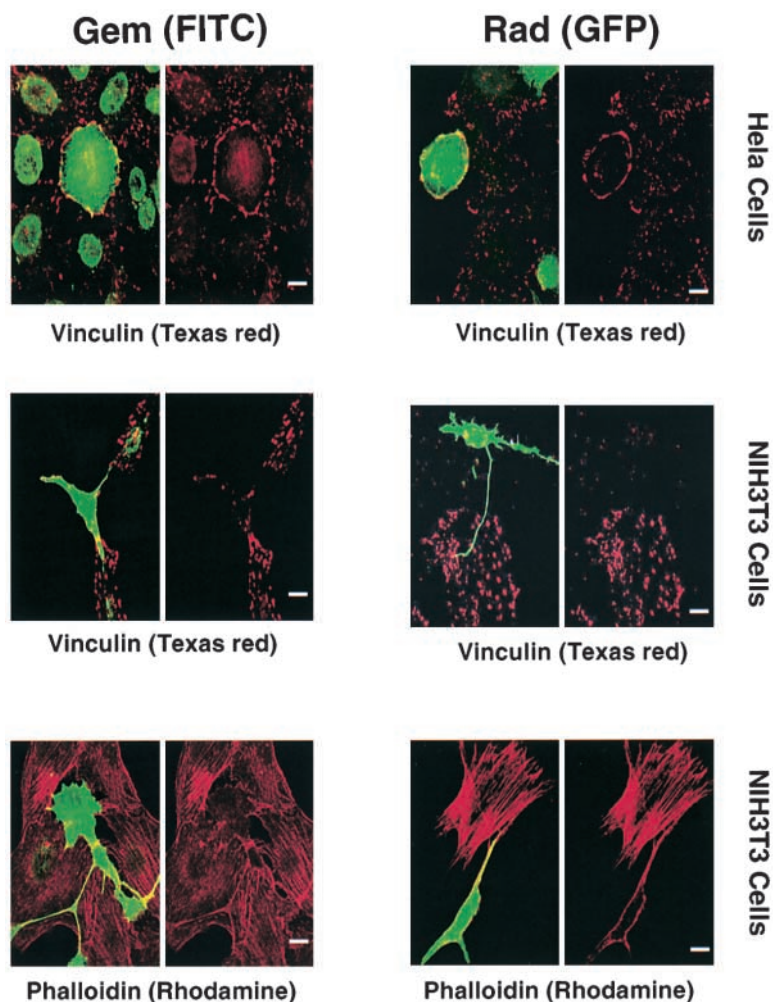 Gem (FITC)
Rad (GFP)
Hela Cells
Vinculin (Texas red)
Vinculin (Texas red)
NIH3T3 Cells
Vinculin (Texas red)
Vinculin (Texas red)
NIH3T3 Cells
Phalloidin (Rhodamine)
Phalloidin (Rhodamine)